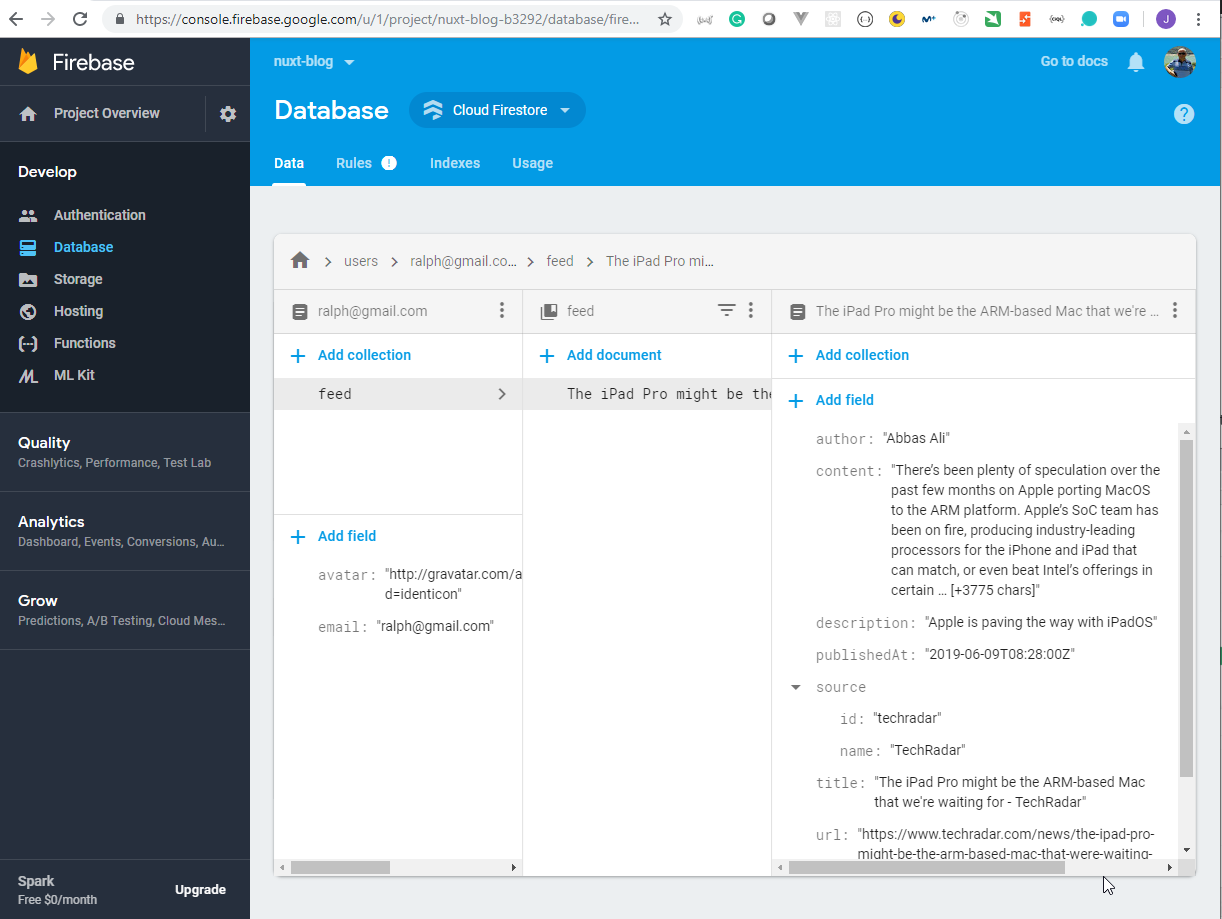 https://console.firebase.google.com/u/1/project/nuxt-blog-b3292/database/fire...
J
Firebase
nuxt-blog
Go to docs
Project Overview
Database
Cloud Firestore
Develop
Data
Rules
Indexes
Usage
Authentication
Database
Storage
Hosting
Functions
ML Kit
Quality
Crashlytics, Performance, Test Lab
Analytics
Dashboard, Events, Conversions, Au...
Grow
Predictions, A/B Testing, Cloud Mes...
Spark
Free $0/month
Upgrade
users
ralph@gmail.co...
feed
The iPad Pro mi...
ralph@gmail.com
Add collection
feed
Add field
avatar: "http://gravatar.com/a
d=identicon"
email: "ralph@gmail.com"
feed
Add document
The iPad Pro might be the
The iPad Pro might be the ARM-based Mac that we're ...
Add collection
Add field
author: "Abbas Ali"
content: "There’s been plenty of speculation over the
past few months on Apple porting MacOS
to the ARM platform. Apple’s SoC team has
been on fire, producing industry-leading
processors for the iPhone and iPad that
can match, or even beat Intel’s offerings in
certain … [+3775 chars]"
description: "Apple is paving the way with iPadOS"
publishedAt: "2019-06-09T08:28:00Z"
source
id: "techradar"
name: "TechRadar"
title: "The iPad Pro might be the ARM-based Mac
that we're waiting for - TechRadar"
url: "https://www.techradar.com/news/the-ipad-pro-
might-be-the-arm-based-mac-that-were-waiting-